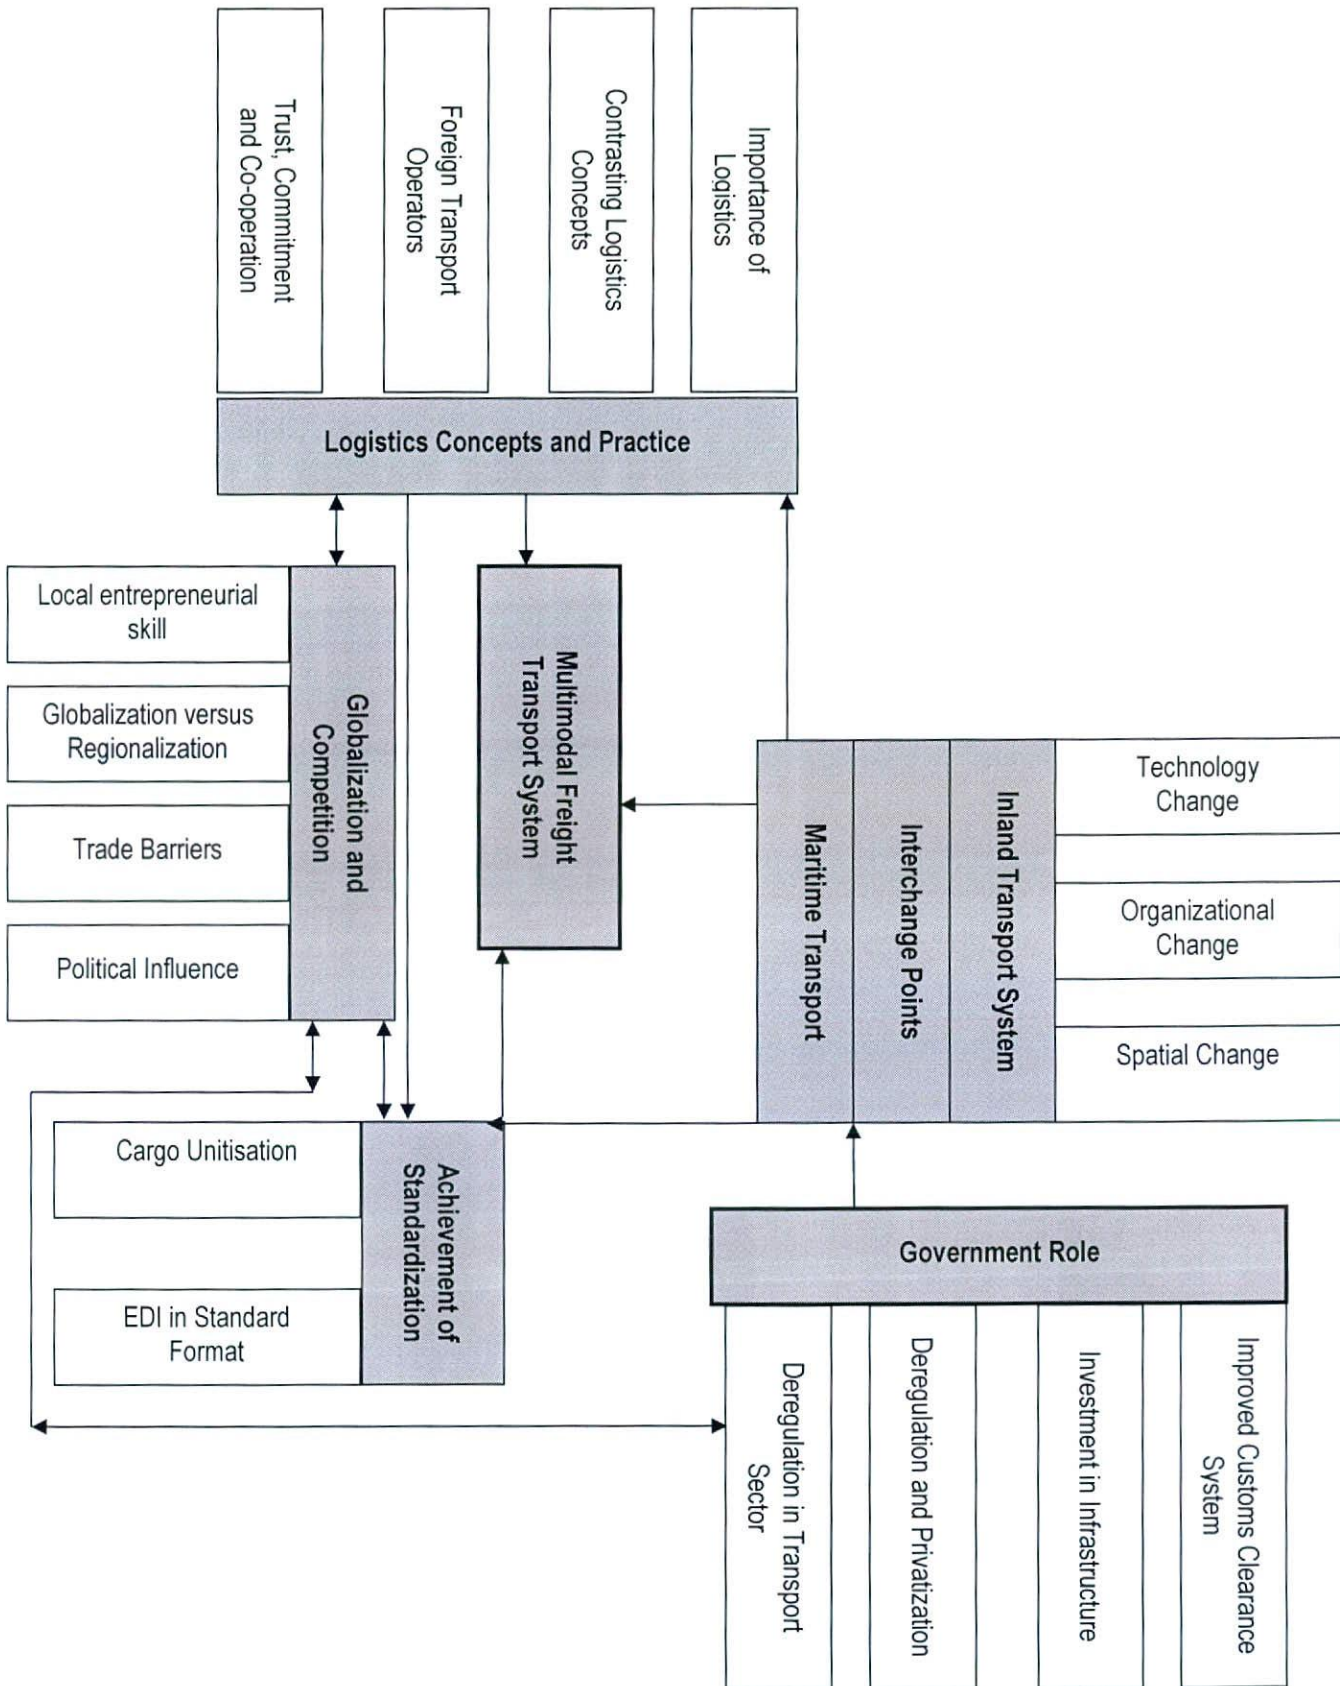 Importance of
Logistics
Contrasting Logistics
Concepts
Foreign Transport
Operators
Trust, Commitment
and Co-operation
Logistics Concepts and Practice
Local entrepreneurial
skill
Globalization versus
Regionalization
Trade Barriers
Political Influence
Globalization and
Competition
Multimodal Freight
Transport System
Maritime Transport
Interchange Points
Inland Transport System
Technology
Change
Organizational
Change
Spatial Change
Cargo Unitisation
EDI in Standard
Format
Achievement of
Standardization
Government Role
Improved Customs Clearance
System
Investment in Infrastructure
Deregulation and Privatization
Deregulation in Transport
Sector